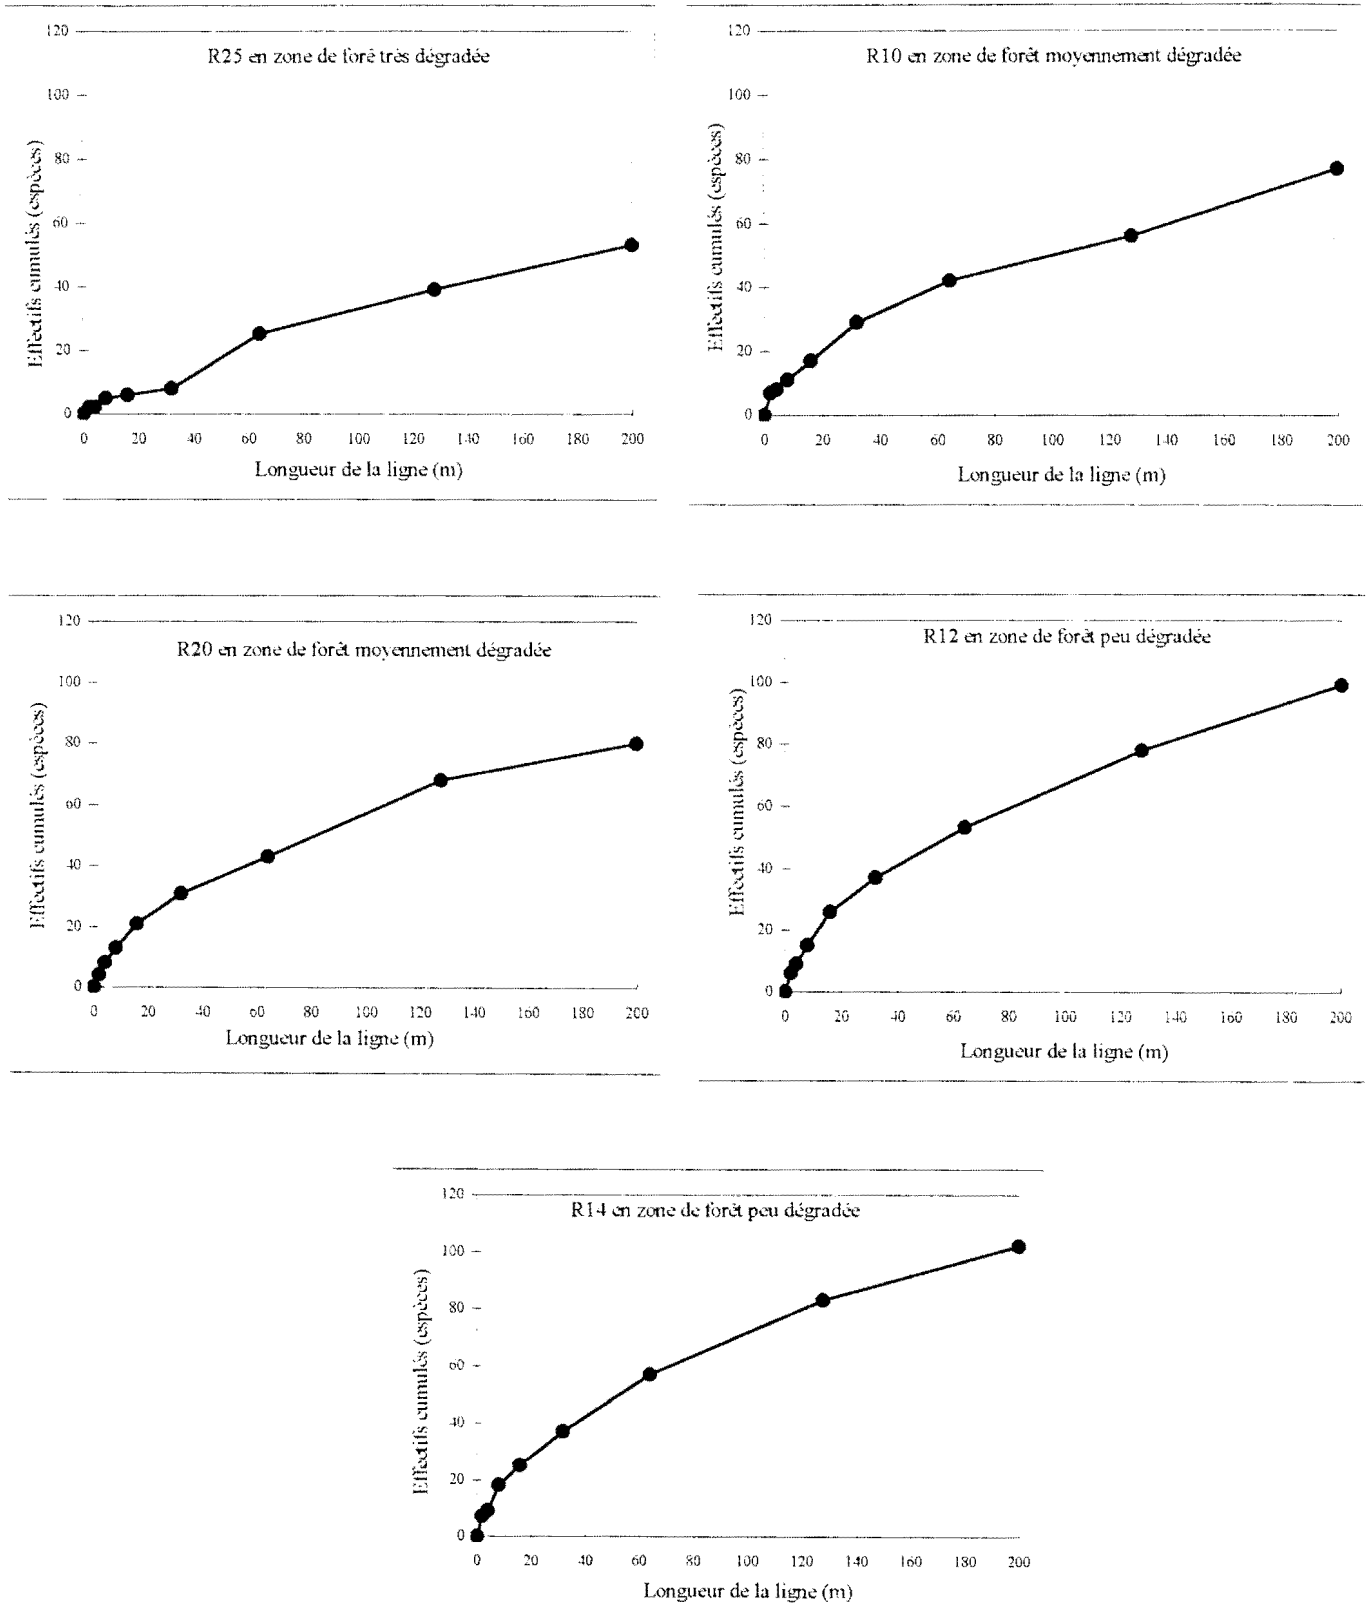 R25 en zone de forê très dégradée
120
100
80
60
40
20
0
Effectifs cumulés (espèces)
0 20 40 60 80 100 120 140 160 180 200
Longueur de la ligne (m)
R10 en zone de forêt moyennement dégradée
120
100
80
60
40
20
0
Effectifs cumulés (espèces)
0 20 40 60 80 100 120 140 160 180 200
Longueur de la ligne (m)
R20 en zone de forêt moyennement dégradée
120
100
80
60
40
20
0
Effectifs cumulés (espèces)
0 20 40 60 80 100 120 140 160 180 200
Longueur de la ligne (m)
R12 en zone de forêt peu dégradée
120
100
80
60
40
20
0
Effectifs cumulés (espèces)
0 20 40 60 80 100 120 140 160 180 200
Longueur de la ligne (m)
R14 en zone de forêt peu dégradée
120
100
80
60
40
20
0
Effectifs cumulés (espèces)
0 20 40 60 80 100 120 140 160 180 200
Longueur de la ligne (m)